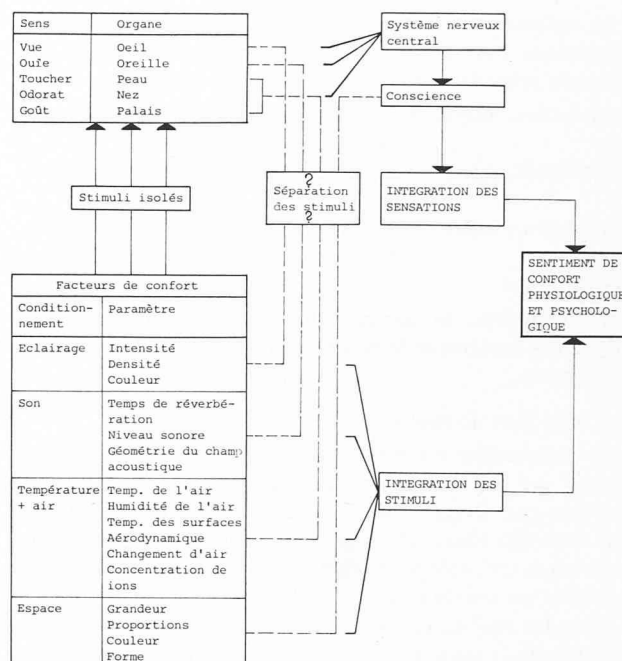 Sens Organe
Vue Oeil
Ouïe Oreille
Toucher Peau
Odorat Nez
Goût Palais
Système nerveux
central
Conscience
Stimuli isolés
?
Séparation
des stimuli
?
INTEGRATION DES
SENSATIONS
SENTIMENT DE
CONFORT
PHYSIOLOGIQUE
ET PSYCHOLO-
GIQUE
Facteurs de confort
Condition-
nement
Paramètre
Eclairage
Intensité
Densité
Couleur
Son
Temps de réverbé-
ration
Niveau sonore
Géométrie du champ
acoustique
Température
+ air
Temp. de l'air
Humidité de l'air
Temp. des surfaces
Aérodynamique
Changement d'air
Concentration de
ions
Espace
Grandeur
Proportions
Couleur
Forme
INTEGRATION DES
STIMULI